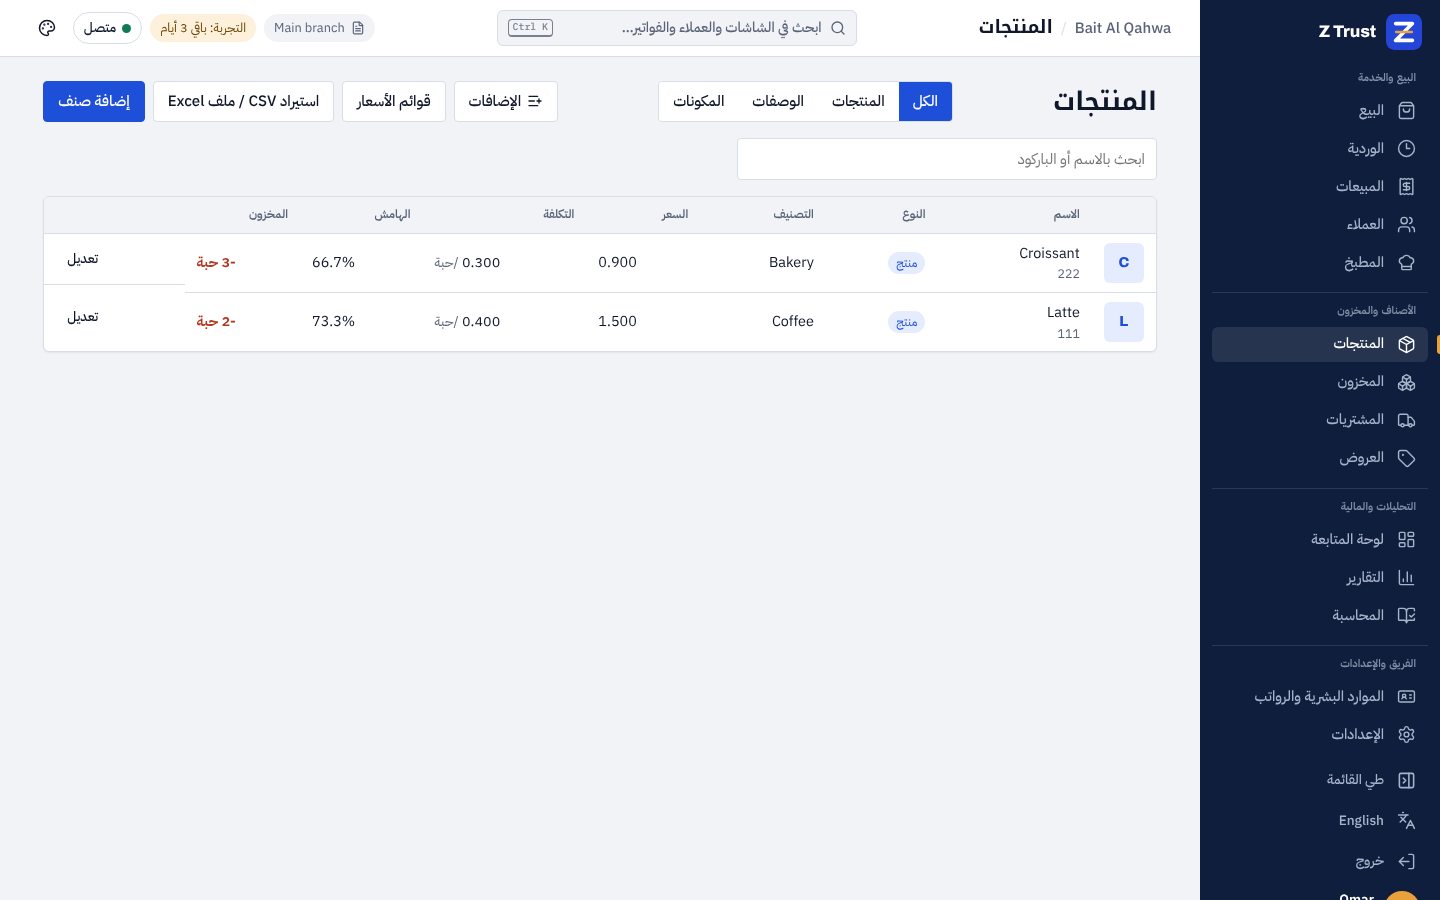 Z Trust
البيع والخدمة
البيع
الوردية
المبيعات
العملاء
المطبخ
الأصناف والمخزون
المنتجات
المخزون
المشتريات
العروض
التحليلات والمالية
لوحة المتابعة
التقارير
المحاسبة
الفريق والإعدادات
الموارد البشرية والرواتب
الإعدادات
طي القائمة
English
خروج
Omar
Bait Al Qahwa / المنتجات
ابحث في الشاشات والعملاء والفواتير...
Ctrl K
Main branch
التجربة: باقي 3 أيام
متصل
المنتجات
الكل المنتجات الوصفات المكونات
الإضافات
قوائم الأسعار
استيراد CSV / ملف Excel
إضافة صنف
ابحث بالاسم أو الباركود
الاسم النوع التصنيف السعر التكلفة الهامش المخزون
C Croissant منتج Bakery 0.900 0.300 /حبة 66.7% -3 حبة تعديل
222
L Latte منتج Coffee 1.500 0.400 /حبة 73.3% -2 حبة تعديل
111